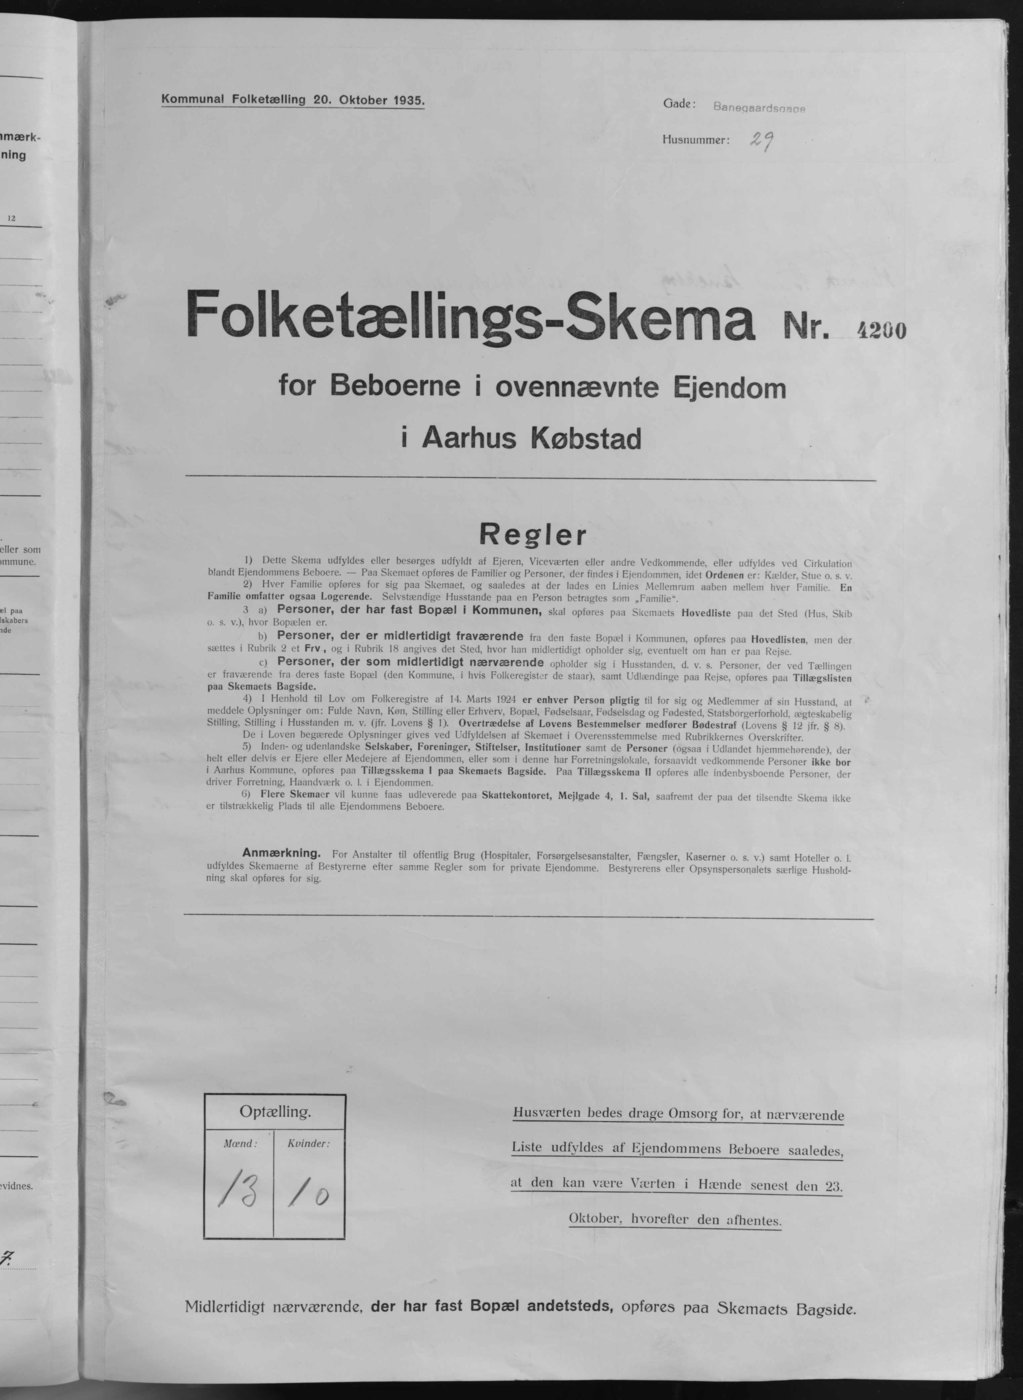 Kommunal Folketælling 20. Oktober 1935.
Gade: Banegaardsgade
Husnummer: 29
mærk-
ning
12
Folketællings-Skema Nr. 4200
for Beboerne i ovennævnte Ejendom
i Aarhus Købstad
Regler
eller som
ommune.
1) Dette Skema udfyldes eller besørges udfyldt af Ejeren, Viceværten eller andre Vedkommende, eller udfyldes ved Cirkulation
blandt Ejendommens Beboere. — Paa Skemaet opføres de Familier og Personer, der findes i Ejendommen, idet Ordenen er: Kælder, Stue o. s. v.
2) Hver Familie opføres for sig paa Skemaet, og saaledes at der lades en Linies Mellemrum aaben mellem hver Familie. En
Familie omfatter ogsaa Logerende. Selvstændige Husstande paa en Person betragtes som „Familie".
3 a) Personer, der har fast Bopæl i Kommunen, skal opføres paa Skemaets Hovedliste paa det Sted (Hus, Skib
o. s. v.), hvor Bopælen er.
b) Personer, der er midlertidigt fraværende fra den faste Bopæl i Kommunen, opføres paa Hovedlisten, men der
sættes i Rubrik 2 et Frv., og i Rubrik 18 angives det Sted, hvor han midlertidigt opholder sig, eventuelt om han er paa Rejse.
c) Personer, der som midlertidigt nærværende opholder sig i Husstanden, d. v. s. Personer, der ved Tællingen
er fraværende fra deres faste Bopæl (den Kommune, i hvis Folkeregister de staar), samt Udlændinge paa Rejse, opføres paa Tillægslisten
paa Skemaets Bagside.
4) I Henhold til Lov om Folkeregistre af 14. Marts 1924 er enhver Person pligtig til for sig og Medlemmer af sin Husstand, at
meddele Oplysninger om: Fulde Navn, Køn, Stilling eller Erhverv, Bopæl, Fødselsaar, Fødselsdag og Fødested, Statsborgerforhold, ægteskabelig
Stilling, Stilling i Husstanden m. v. (jfr. Lovens § 1). Overtrædelse af Lovens Bestemmelser medfører Bødestraf (Lovens § 12 jfr. § 8).
De i Loven begærede Oplysninger gives ved Udfyldelsen af Skemaet i Overensstemmelse med Rubrikkernes Overskrifter.
5) Inden- og udenlandske Selskaber, Foreninger, Stiftelser, Institutioner samt de Personer (ogsaa i Udlandet hjemmehørende), der
helt eller delvis er Ejere eller Medejere af Ejendommen, eller som i denne har Forretningslokale, forsaavidt vedkommende Personer ikke bor
i Aarhus Kommune, opføres paa Tillægsskema I paa Skemaets Bagside. Paa Tillægsskema II opføres alle indenbysboende Personer, der
driver Forretning, Haandværk o. l. i Ejendommen.
6) Flere Skemaer vil kunne faas udleverede paa Skattekontoret, Mejlgade 4, 1. Sal, saafremt der paa det tilsendte Skema ikke
er tilstrækkelig Plads til alle Ejendommens Beboere.
Anmærkning. For Anstalter til offentlig Brug (Hospitaler, Forsørgelsesanstalter, Fængsler, Kaserner o. s. v.) samt Hoteller o. l.
udfyldes Skemaerne af Bestyrerne efter samme Regler som for private Ejendomme. Bestyrerens eller Opsynspersonalets særlige Hushold-
ning skal opføres for sig.
Optælling.
Mænd: Kvinder:
13 10
Husværten bedes drage Omsorg for, at nærværende
Liste udfyldes af Ejendommens Beboere saaledes,
at den kan være Værten i Hænde senest den 23.
Oktober, hvorefter den afhentes.
evidnes.
7.
Midlertidigt nærværende, der har fast Bopæl andetsteds, opføres paa Skemaets Bagside.